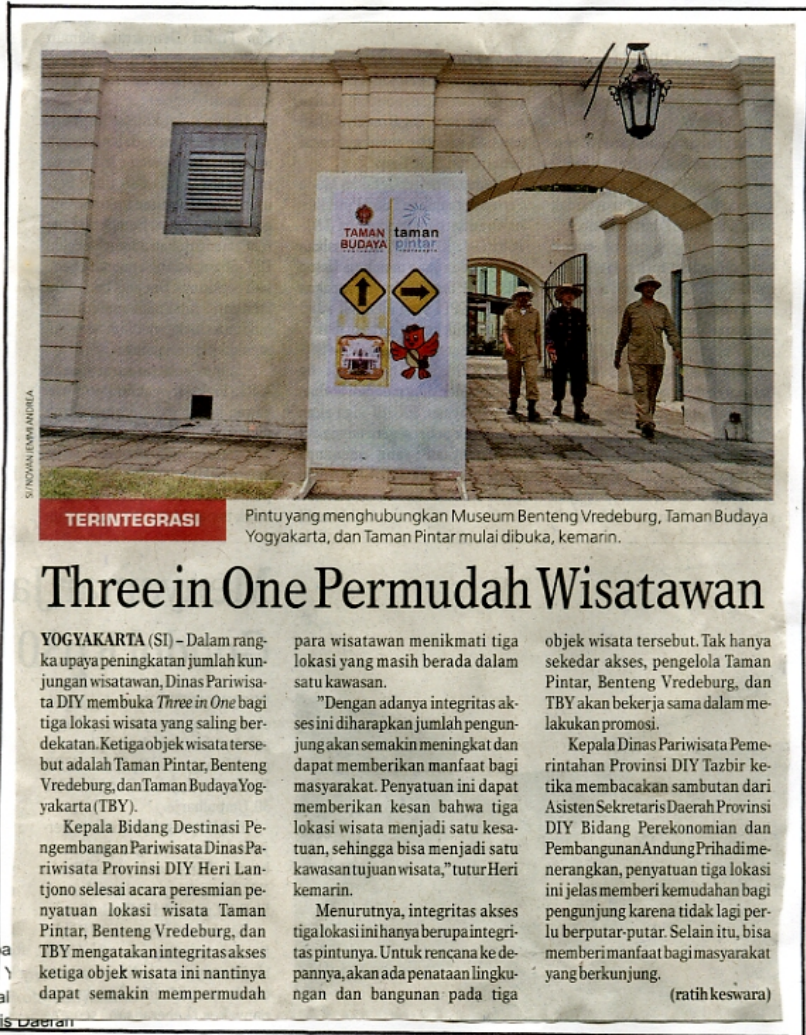 TAMAN
BUDAYA
taman
pintar
SI/NOVAN JEMMI ANDREA
TERINTEGRASI
Pintu yang menghubungkan Museum Benteng Vredeburg, Taman Budaya
Yogyakarta, dan Taman Pintar mulai dibuka, kemarin.
Three in One Permudah Wisatawan
YOGYAKARTA (SI) – Dalam rang-
ka upaya peningkatan jumlah kun-
jungan wisatawan, Dinas Pariwisa-
ta DIY membuka Three in One bagi
tiga lokasi wisata yang saling ber-
dekatan. Ketiga objek wisata terse-
but adalah Taman Pintar, Benteng
Vredeburg, dan Taman Budaya Yog-
yakarta (TBY).
Kepala Bidang Destinasi Pe-
ngembangan Pariwisata Dinas Pa-
riwisata Provinsi DIY Heri Lan-
tjono selesai acara peresmian pe-
nyatuan lokasi wisata Taman
Pintar, Benteng Vredeburg, dan
TBY mengatakan integritas akses
ketiga objek wisata ini nantinya
dapat semakin mempermudah
para wisatawan menikmati tiga
lokasi yang masih berada dalam
satu kawasan.
"Dengan adanya integritas ak-
ses ini diharapkan jumlah pengun-
jung akan semakin meningkat dan
dapat memberikan manfaat bagi
masyarakat. Penyatuan ini dapat
memberikan kesan bahwa tiga
lokasi wisata menjadi satu kesa-
tuan, sehingga bisa menjadi satu
kawasan tujuan wisata," tutur Heri
kemarin.
Menurutnya, integritas akses
tiga lokasi ini hanya berupa integri-
tas pintunya. Untuk rencana ke de-
pannya, akan ada penataan lingku-
ngan dan bangunan pada tiga
objek wisata tersebut. Tak hanya
sekedar akses, pengelola Taman
Pintar, Benteng Vredeburg, dan
TBY akan bekerja sama dalam me-
lakukan promosi.
Kepala Dinas Pariwisata Peme-
rintahan Provinsi DIY Tazbir ke-
tika membacakan sambutan dari
Asisten Sekretaris Daerah Provinsi
DIY Bidang Perekonomian dan
Pembangunan Andung Prihadi me-
nerangkan, penyatuan tiga lokasi
ini jelas memberi kemudahan bagi
pengunjung karena tidak lagi per-
lu berputar-putar. Selain itu, bisa
memberi manfaat bagi masyarakat
yang berkunjung.
(ratih keswara)
is Daerah